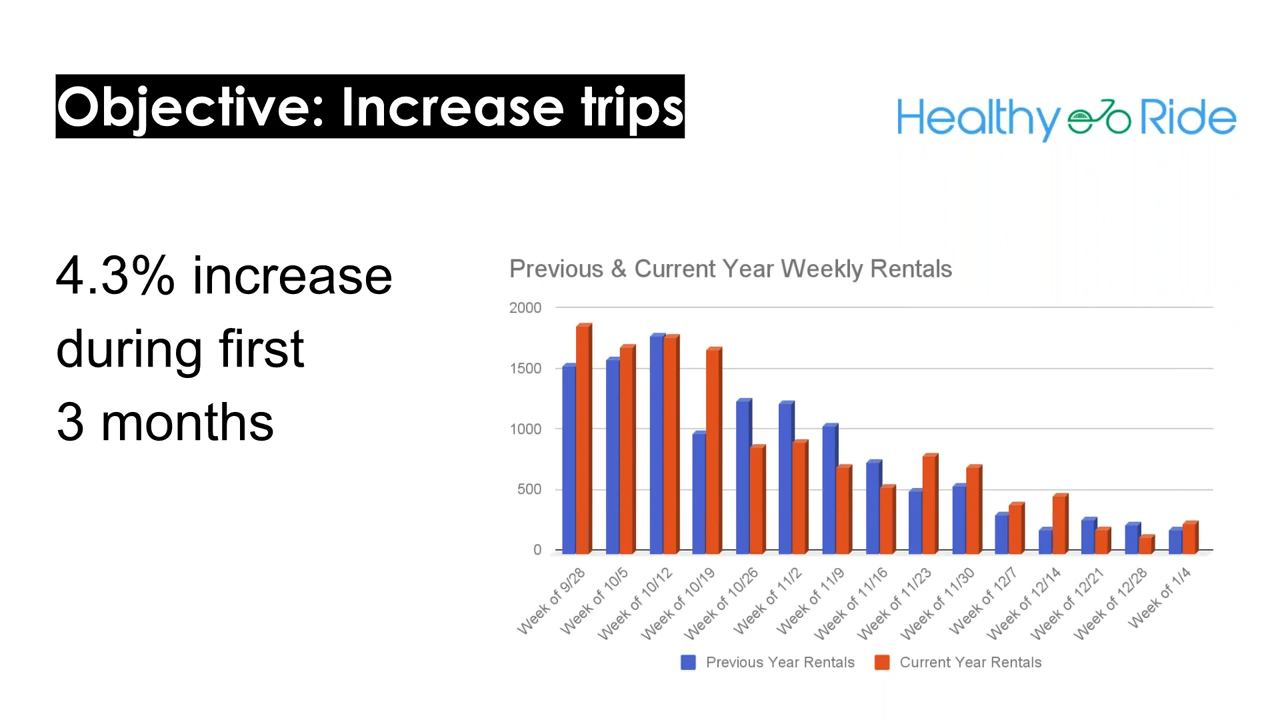 Objective: Increase trips
Healthy Ride
4.3% increase
during first
3 months
Previous & Current Year Weekly Rentals
2000
1500
1000
500
0
Week of 9/28
Week of 10/5
Week of 10/12
Week of 10/19
Week of 10/26
Week of 11/2
Week of 11/9
Week of 11/16
Week of 11/23
Week of 11/30
Week of 12/7
Week of 12/14
Week of 12/21
Week of 12/28
Week of 1/4
Previous Year Rentals
Current Year Rentals